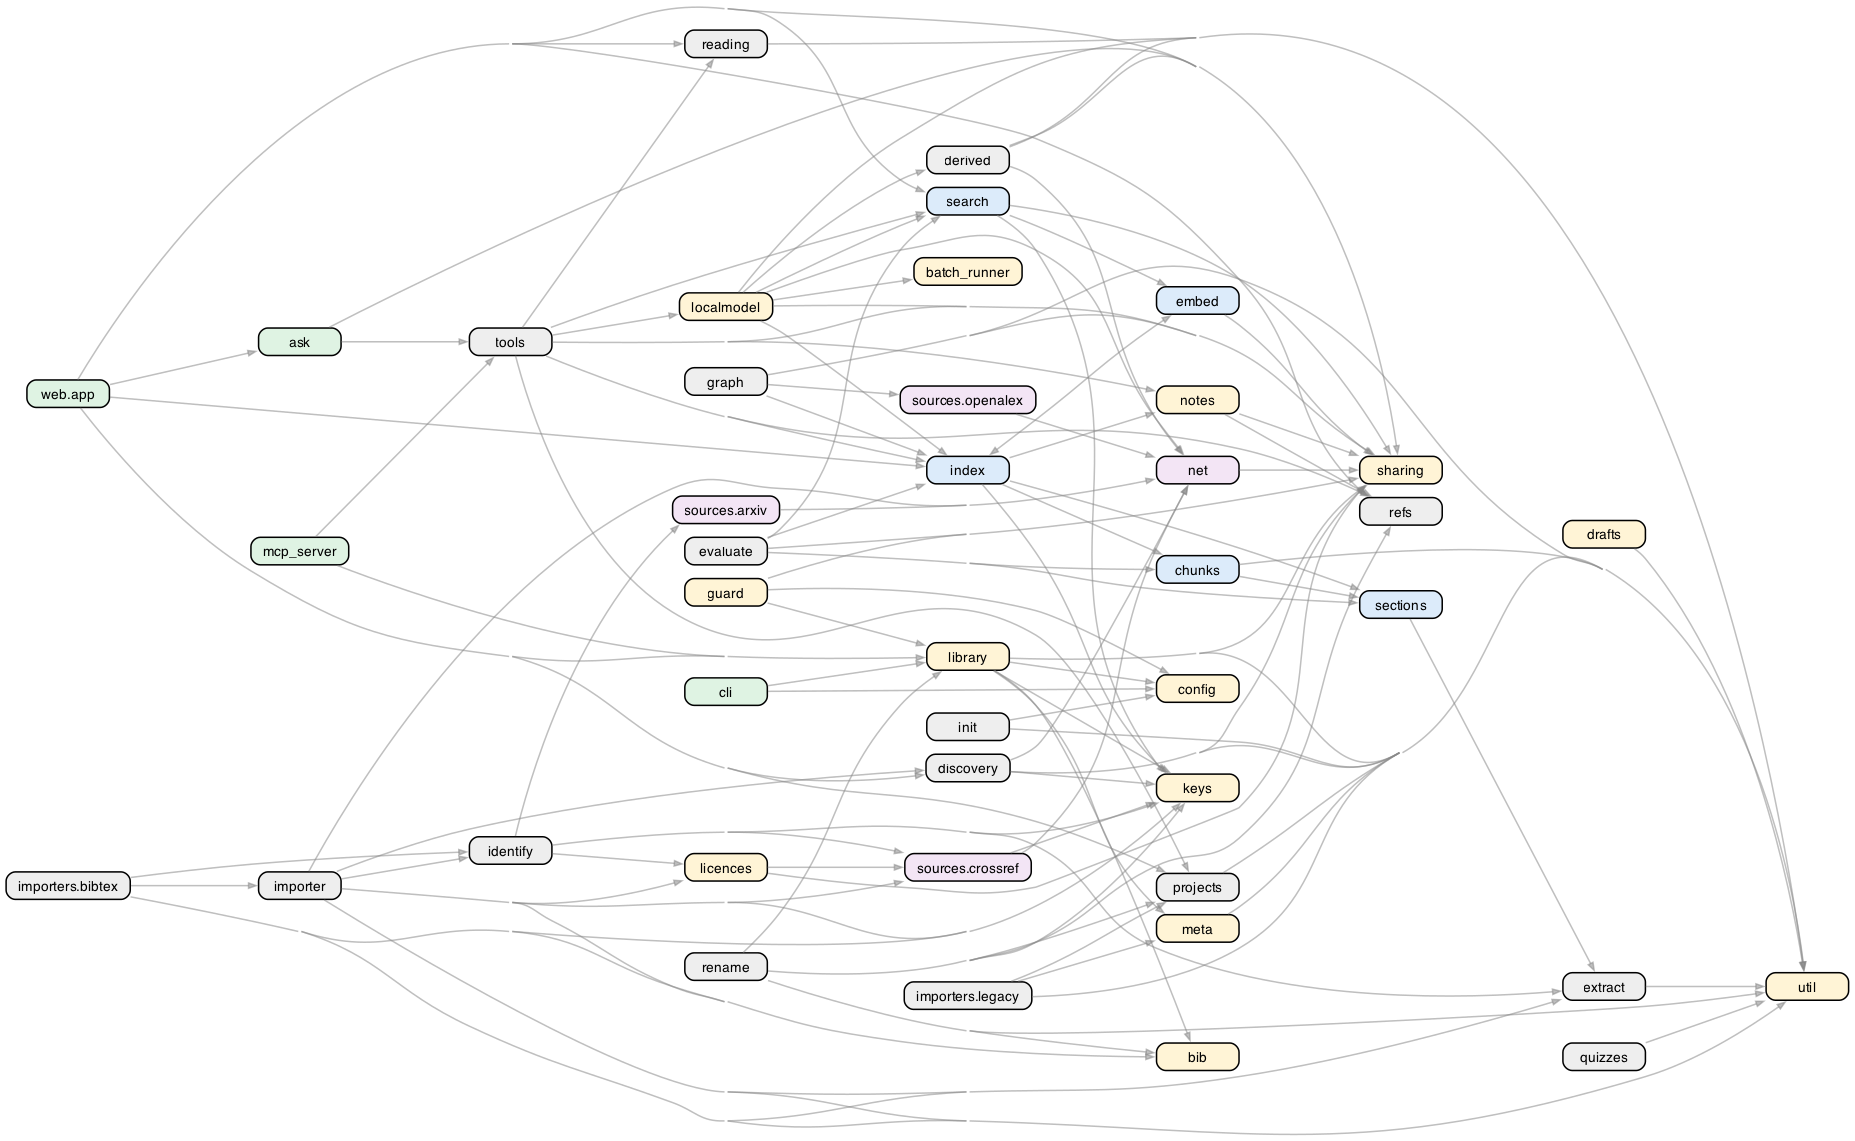 reading
derived
search
batch_runner
localmodel
embed
ask
tools
graph
web.app
sources.openalex
notes
index
net
sharing
sources.arxiv
refs
drafts
mcp_server
evaluate
chunks
guard
sections
library
cli
config
init
discovery
keys
identify
licences
sources.crossref
importers.bibtex
importer
projects
meta
rename
importers.legacy
extract
util
bib
quizzes